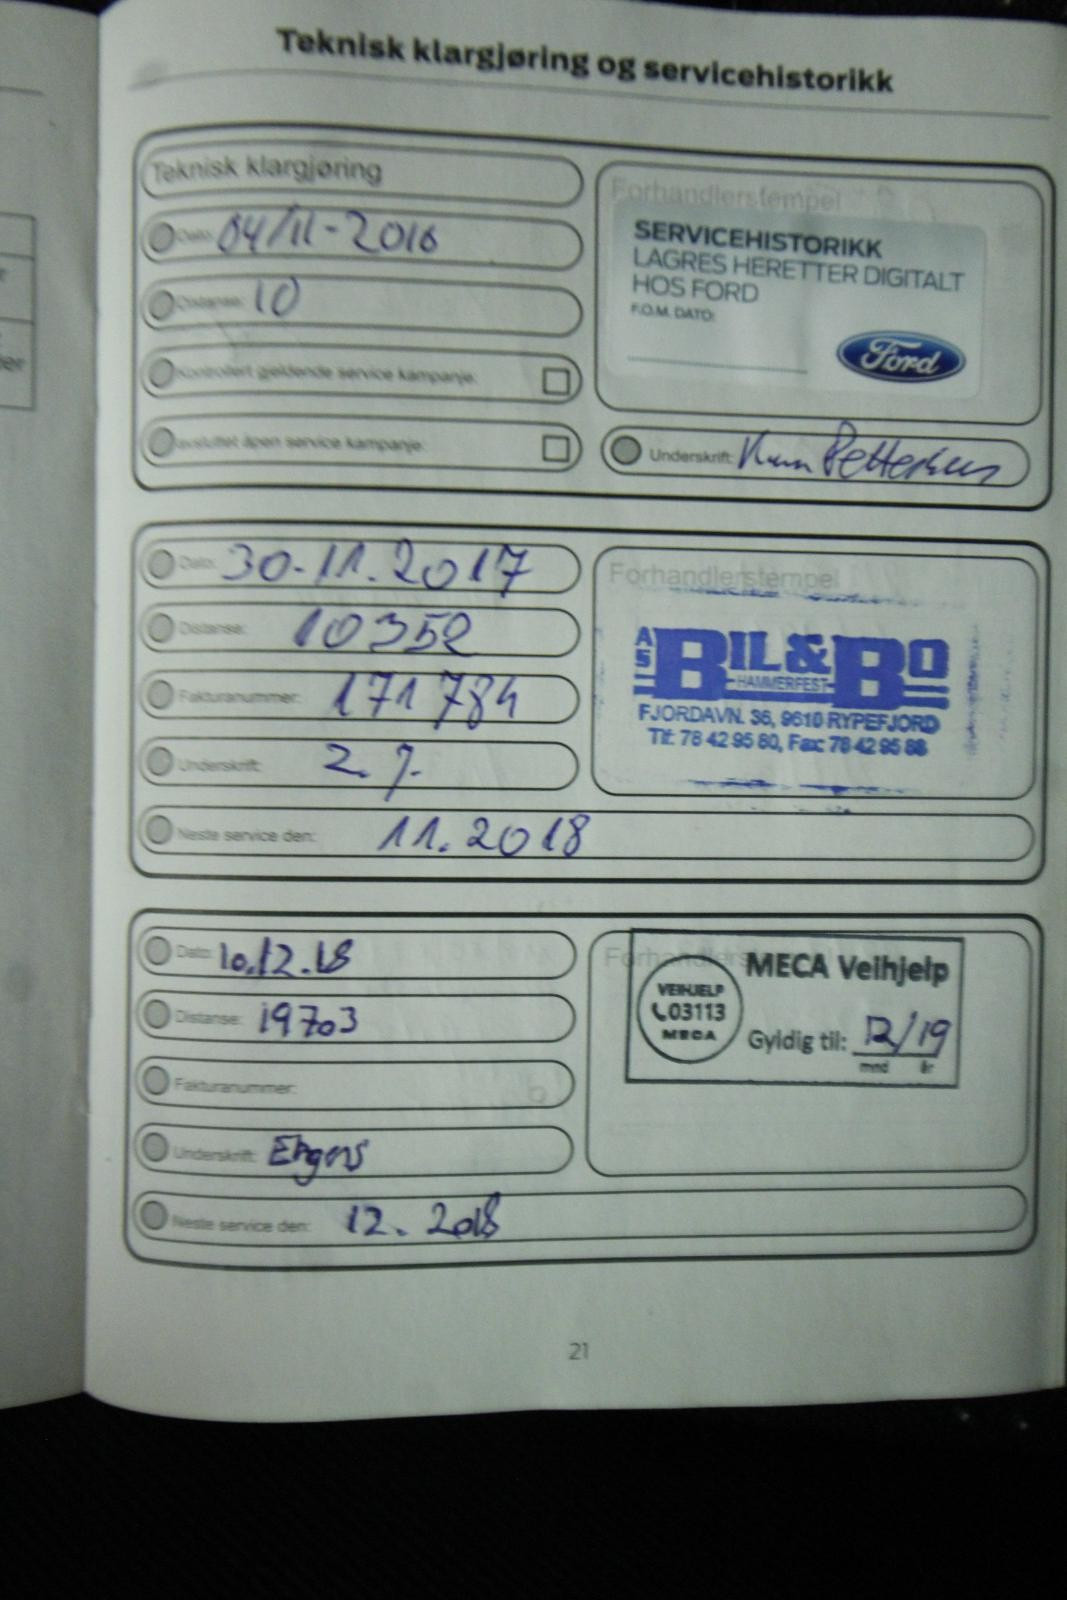 Teknisk klargjøring og servicehistorikk
Teknisk klargjøring
Dato: 04/11-2016
Distanse: 10
Kontrollert gjeldende service kampanje:
avsluttet åpen service kampanje:
Forhandlerstempel
SERVICEHISTORIKK
LAGRES HERETTER DIGITALT
HOS FORD
F.O.M. DATO:
Ford
Underskrift: Pettersen
Dato: 30-11.2017
Distanse: 10352
Fakturanummer: 171784
Underskrift:
Neste service den: 11.2018
Forhandlerstempel
AS BIL & BO
HAMMERFEST
FJORDAVN. 36, 9610 RYPEFJORD
Tlf: 78 42 95 80, Fax: 78 42 95 88
Dato: 10.12.18
Distanse: 19703
Fakturanummer:
Underskrift:
Neste service den: 12. 2018
Forhandlerstempel
VEIHJELP
03113
MECA
MECA Veihjelp
Gyldig til: 12/19
mnd år
21